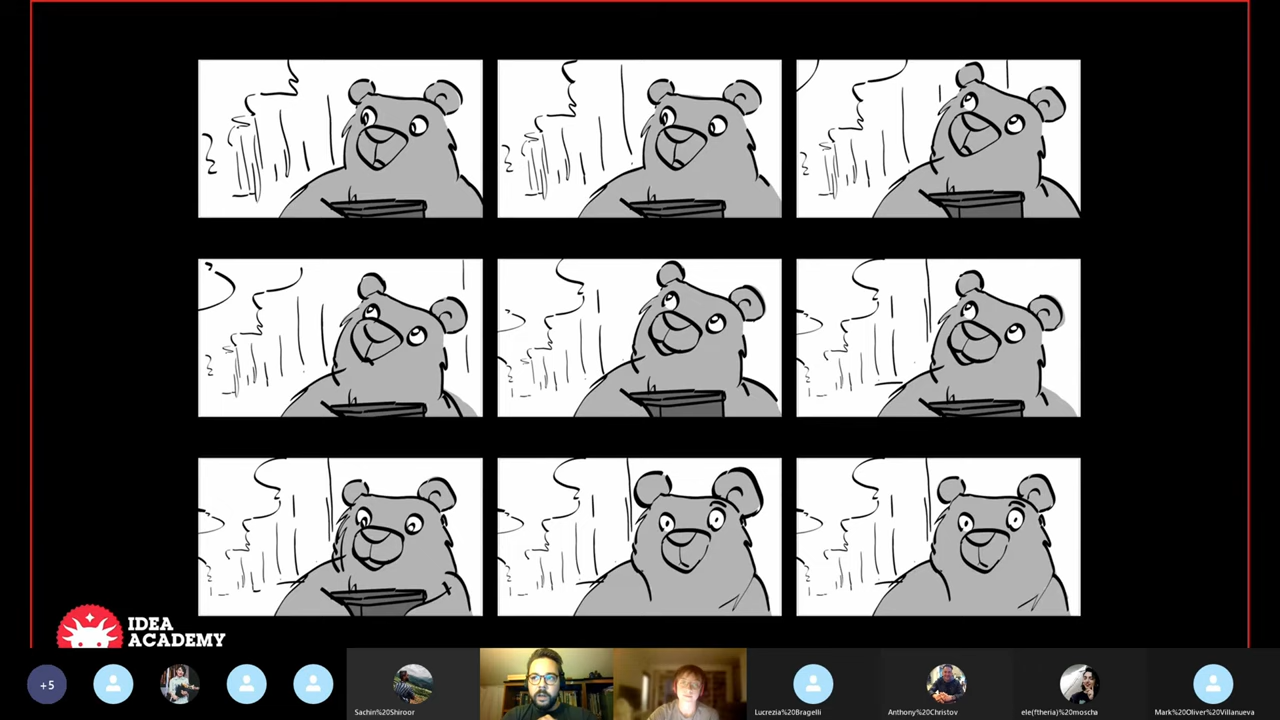 IDEA
ACADEMY
+5
Sachin%20Shiroor
Lucrezia%20Bragelli
Anthony%20Christov
ele(ftheria)%20moscha
Mark%20Oliver%20Villanueva